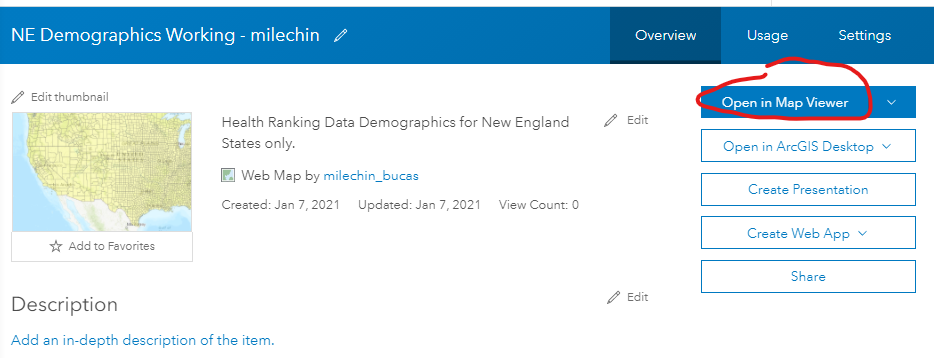 NE Demographics Working - milechin
Overview
Usage
Settings
Edit thumbnail
Health Ranking Data Demographics for New England
States only.
Edit
Web Map by milechin_bucas
Created: Jan 7, 2021 Updated: Jan 7, 2021 View Count: 0
Add to Favorites
Open in Map Viewer
Open in ArcGIS Desktop
Create Presentation
Create Web App
Share
Description
Edit
Add an in-depth description of the item.